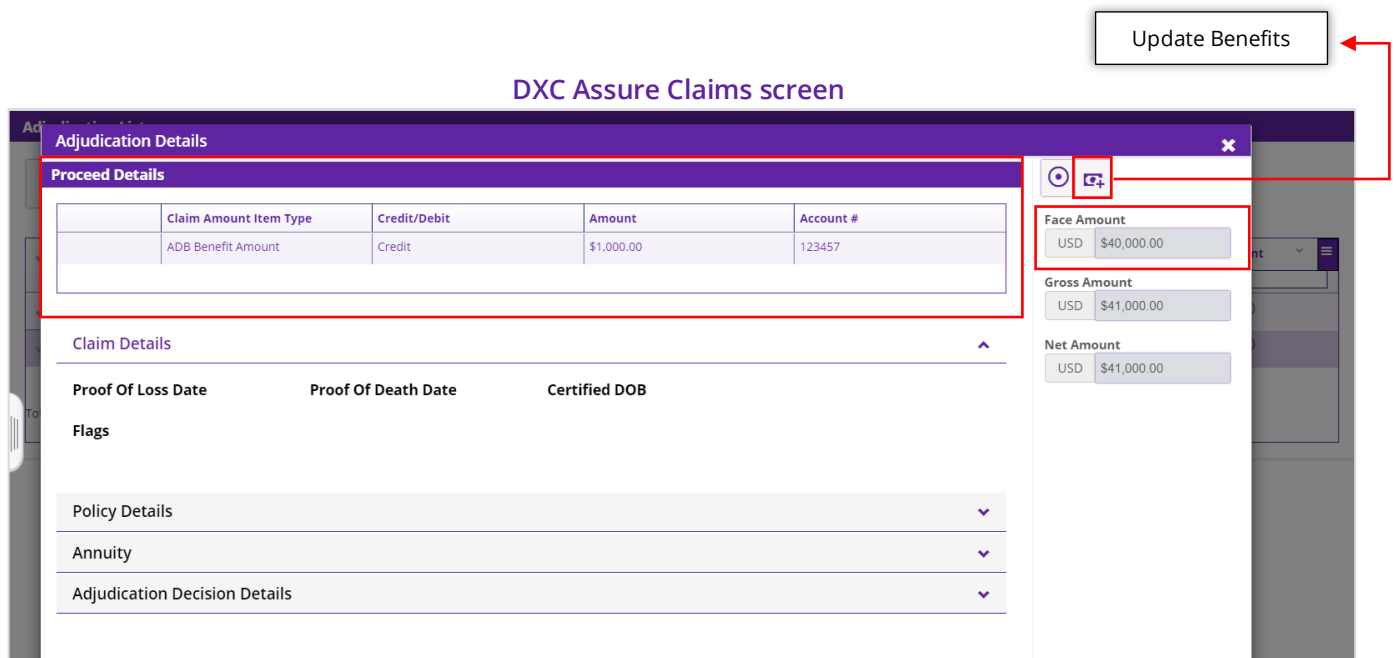 Update Benefits
DXC Assure Claims screen
Adjudication Details
Proceed Details
Claim Amount Item Type Credit/Debit Amount Account #
ADB Benefit Amount Credit $1,000.00 123457
Face Amount
USD $40,000.00
Gross Amount
USD $41,000.00
Net Amount
USD $41,000.00
Claim Details
Proof Of Loss Date Proof Of Death Date Certified DOB
Flags
Policy Details
Annuity
Adjudication Decision Details